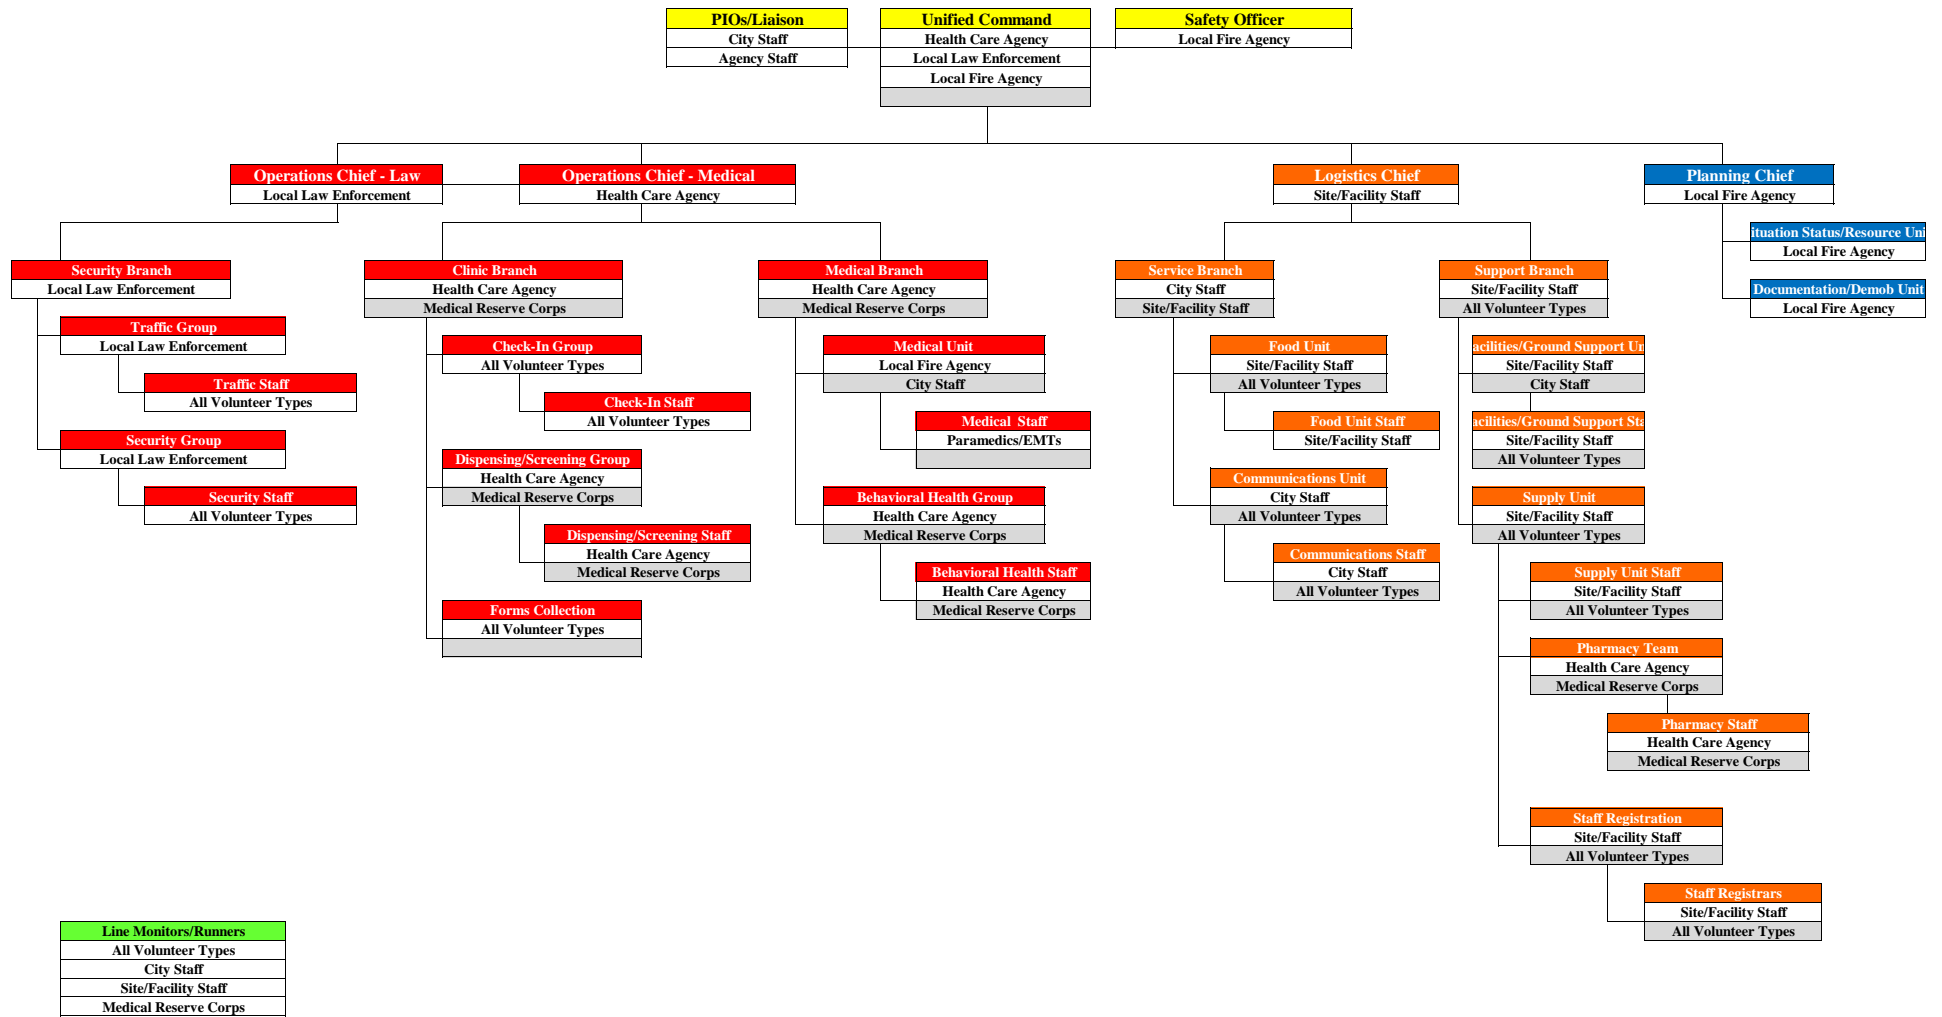 PIOs/Liaison
City Staff
Agency Staff
Unified Command
Health Care Agency
Local Law Enforcement
Local Fire Agency
Safety Officer
Local Fire Agency
Operations Chief - Law
Local Law Enforcement
Operations Chief - Medical
Health Care Agency
Logistics Chief
Site/Facility Staff
Planning Chief
Local Fire Agency
ituation Status/Resource Uni
Local Fire Agency
Documentation/Demob Unit
Local Fire Agency
Security Branch
Local Law Enforcement
Traffic Group
Local Law Enforcement
Traffic Staff
All Volunteer Types
Security Group
Local Law Enforcement
Security Staff
All Volunteer Types
Clinic Branch
Health Care Agency
Medical Reserve Corps
Check-In Group
All Volunteer Types
Check-In Staff
All Volunteer Types
Dispensing/Screening Group
Health Care Agency
Medical Reserve Corps
Dispensing/Screening Staff
Health Care Agency
Medical Reserve Corps
Forms Collection
All Volunteer Types
Medical Branch
Health Care Agency
Medical Reserve Corps
Medical Unit
Local Fire Agency
City Staff
Medical  Staff
Paramedics/EMTs
Behavioral Health Group
Health Care Agency
Medical Reserve Corps
Behavioral Health Staff
Health Care Agency
Medical Reserve Corps
Service Branch
City Staff
Site/Facility Staff
Food Unit
Site/Facility Staff
All Volunteer Types
Food Unit Staff
Site/Facility Staff
Communications Unit
City Staff
All Volunteer Types
Communications Staff
City Staff
All Volunteer Types
Support Branch
Site/Facility Staff
All Volunteer Types
acilities/Ground Support Un
Site/Facility Staff
City Staff
acilities/Ground Support Sta
Site/Facility Staff
All Volunteer Types
Supply Unit
Site/Facility Staff
All Volunteer Types
Supply Unit Staff
Site/Facility Staff
All Volunteer Types
Pharmacy Team
Health Care Agency
Medical Reserve Corps
Pharmacy Staff
Health Care Agency
Medical Reserve Corps
Staff Registration
Site/Facility Staff
All Volunteer Types
Staff Registrars
Site/Facility Staff
All Volunteer Types
Line Monitors/Runners
All Volunteer Types
City Staff
Site/Facility Staff
Medical Reserve Corps